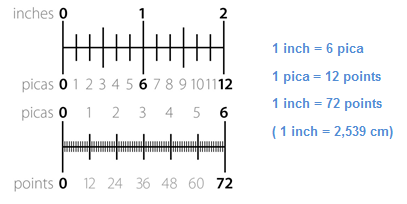 inches 0 1 2
picas 0 1 2 3 4 5 6 7 8 9 10 11 12
picas 0 1 2 3 4 5 6
points 0 12 24 36 48 60 72
1 inch = 6 pica
1 pica = 12 points
1 inch = 72 points
( 1 inch = 2,539 cm)